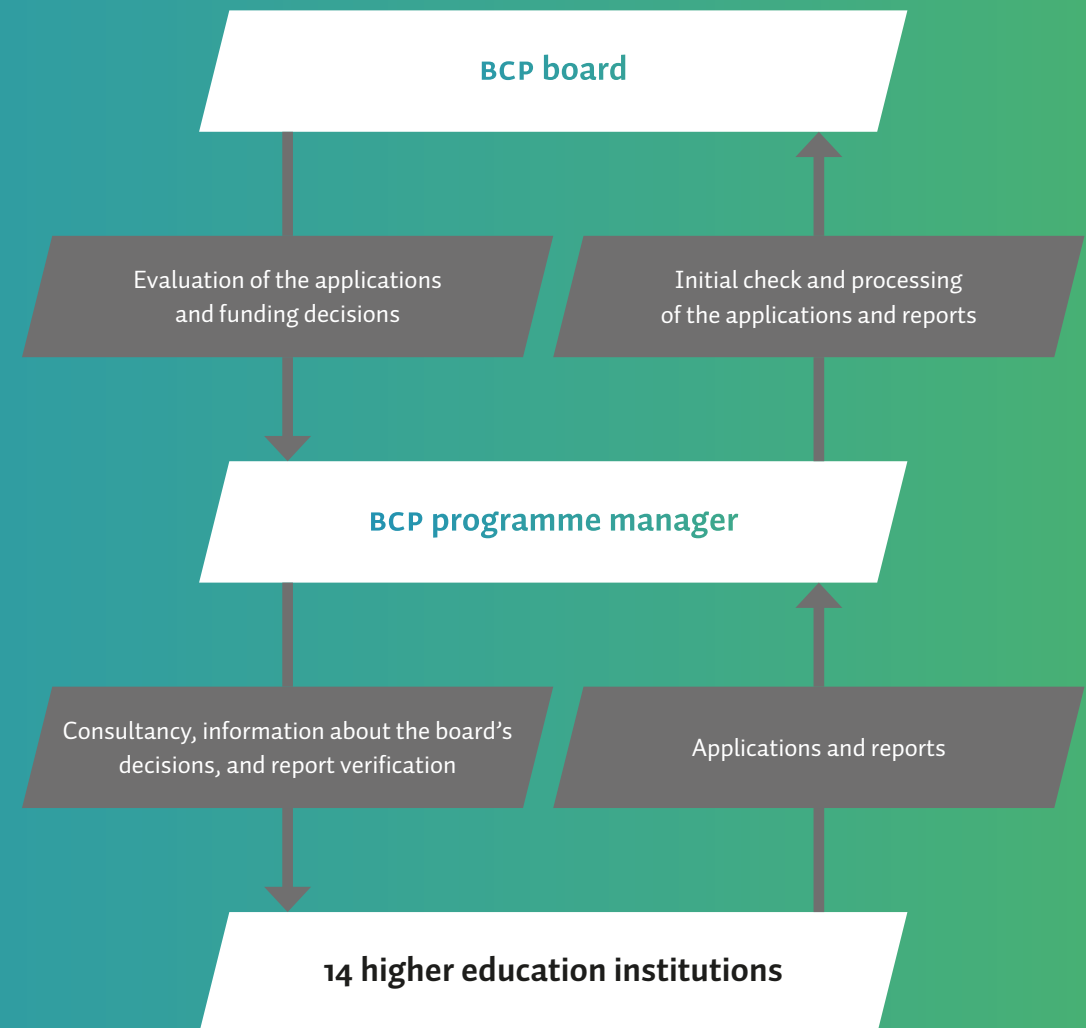 BCP board
Evaluation of the applications
and funding decisions
Initial check and processing
of the applications and reports
BCP programme manager
Consultancy, information about the board’s
decisions, and report verification
Applications and reports
14 higher education institutions